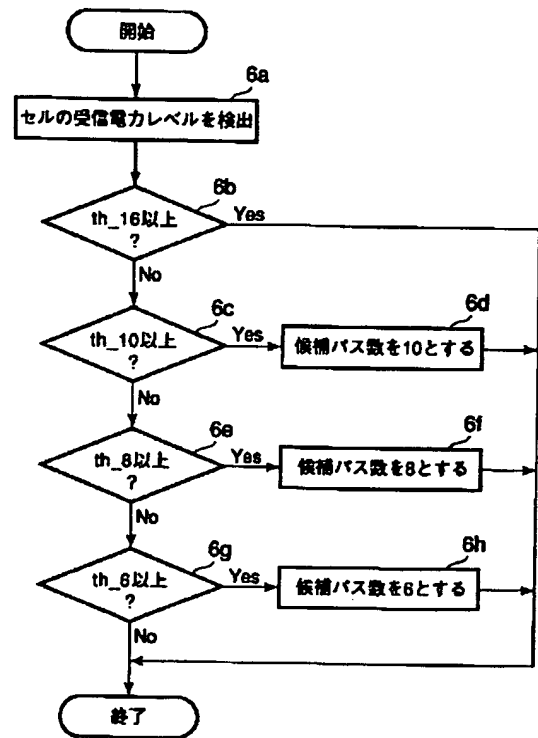 開始
6a
セルの受信電力レベルを検出
6b
th_16以上
?
Yes
No
6c
th_10以上
?
Yes
6d
候補パス数を10とする
No
6e
th_8以上
?
Yes
6f
候補パス数を8とする
No
6g
th_6以上
?
Yes
6h
候補パス数を6とする
No
終了